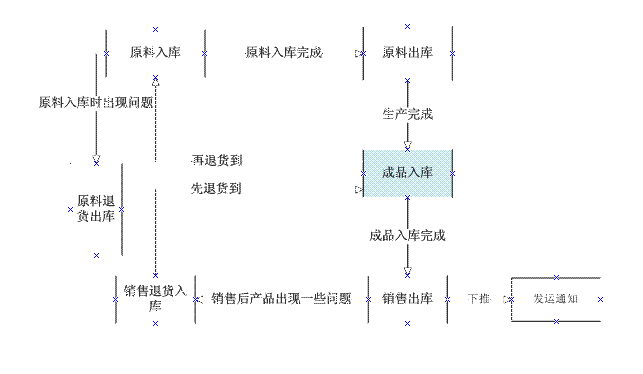 原料入库
原料入库完成
原料出库
原料入库时出现问题
生产完成
再退货到
先退货到
成品入库
原料退
货出库
成品入库完成
销售退货入
库
销售后产品出现一些问题
销售出库
下推
发运通知